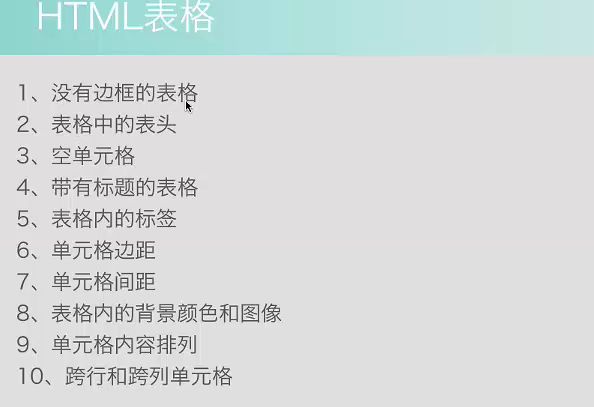 HTML表格
1、没有边框的表格
2、表格中的表头
3、空单元格
4、带有标题的表格
5、表格内的标签
6、单元格边距
7、单元格间距
8、表格内的背景颜色和图像
9、单元格内容排列
10、跨行和跨列单元格